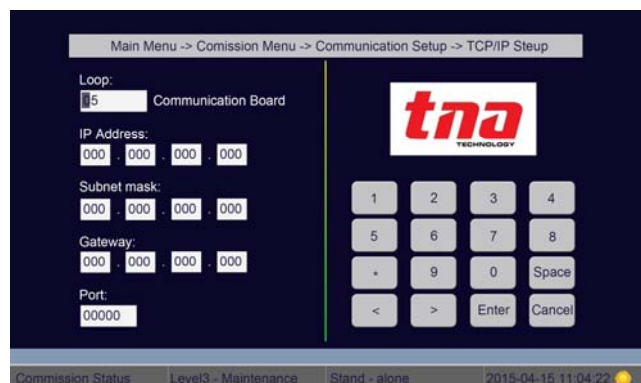 Main Menu -> Comission Menu -> Communication Setup -> TCP/IP Steup
Loop:
05 Communication Board
IP Address:
000 . 000 . 000 . 000
Subnet mask:
000 . 000 . 000 . 000
Gateway:
000 . 000 . 000 . 000
Port:
00000
tna
TECHNOLOGY
1 2 3 4
5 6 7 8
* 9 0 Space
< > Enter Cancel
Commission Status Level3 - Maintenance Stand - alone 2015-04-15 11:04:22